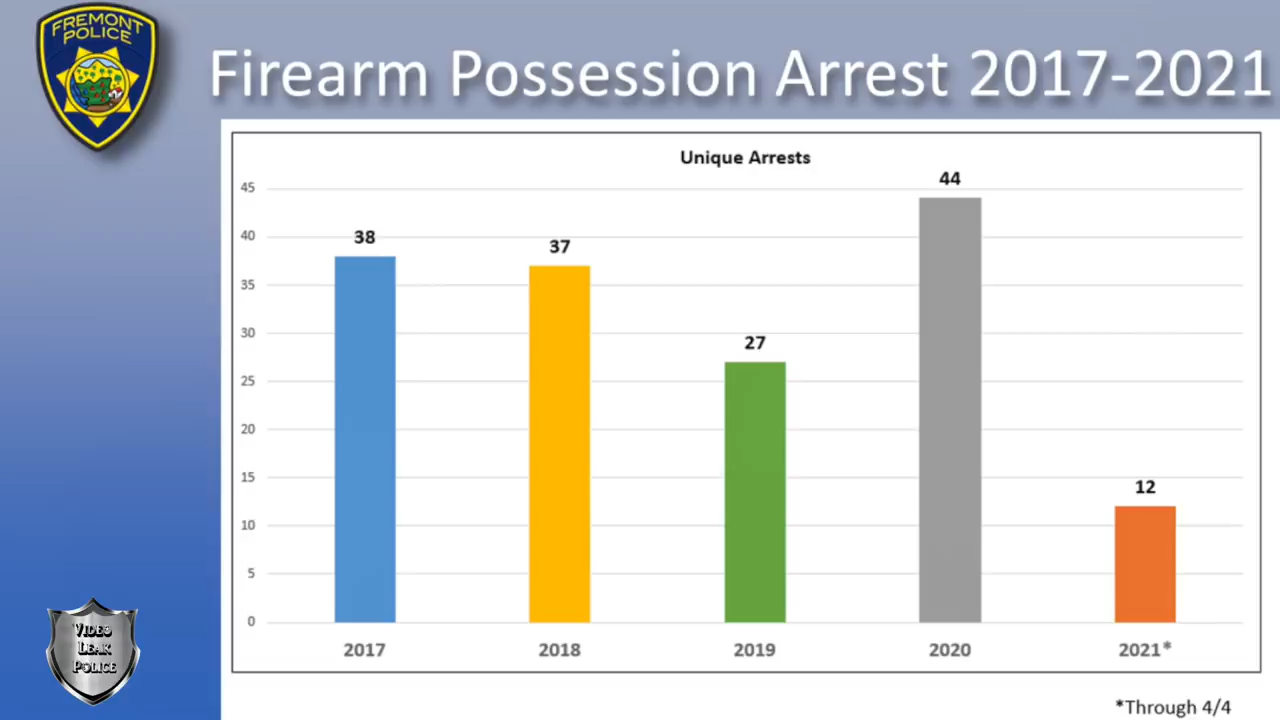 FREMONT
POLICE
Firearm Possession Arrest 2017-2021
Unique Arrests
45
40
35
30
25
20
15
10
5
0
38
37
27
44
12
2017 2018 2019 2020 2021*
*Through 4/4
VIDEO
LEAK
POLICE